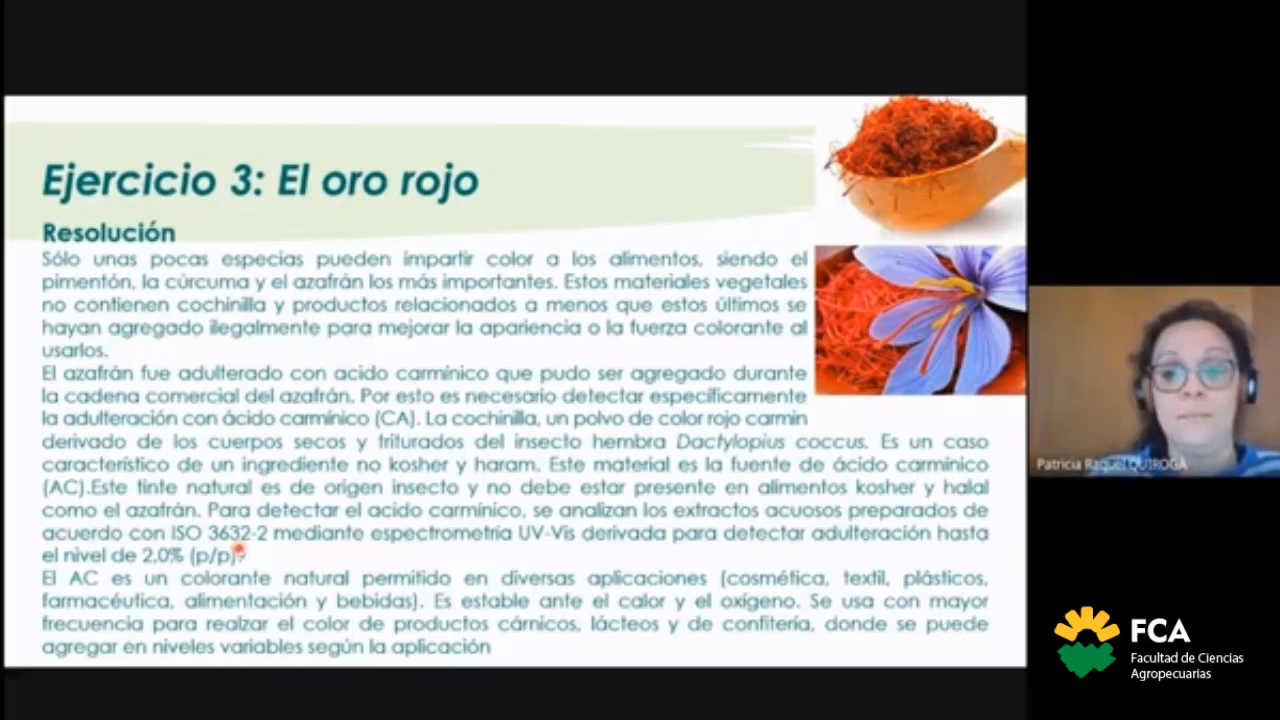 Ejercicio 3: El oro rojo
Resolución
Sólo unas pocas especias pueden impartir color a los alimentos, siendo el
pimentón, la cúrcuma y el azafrán los más importantes. Estos materiales vegetales
no contienen cochinilla y productos relacionados a menos que estos últimos se
hayan agregado ilegalmente para mejorar la apariencia o la fuerza colorante al
usarlos.
El azafrán fue adulterado con acido carmínico que pudo ser agregado durante
la cadena comercial del azafrán. Por esto es necesario detectar específicamente
la adulteración con ácido carmínico (CA). La cochinilla, un polvo de color rojo carmin
derivado de los cuerpos secos y triturados del insecto hembra Dactylopius coccus. Es un caso
característico de un ingrediente no kosher y haram. Este material es la fuente de ácido carmínico
(AC).Este tinte natural es de origen insecto y no debe estar presente en alimentos kosher y halal
como el azafrán. Para detectar el acido carmínico, se analizan los extractos acuosos preparados de
acuerdo con ISO 3632-2 mediante espectrometría UV-Vis derivada para detectar adulteración hasta
el nivel de 2,0% (p/p).
El AC es un colorante natural permitido en diversas aplicaciones (cosmética, textil, plásticos,
farmacéutica, alimentación y bebidas). Es estable ante el calor y el oxígeno. Se usa con mayor
frecuencia para realzar el color de productos cárnicos, lácteos y de confitería, donde se puede
agregar en niveles variables según la aplicación
Patricia Raquel QUIROGA
FCA
Facultad de Ciencias
Agropecuarias